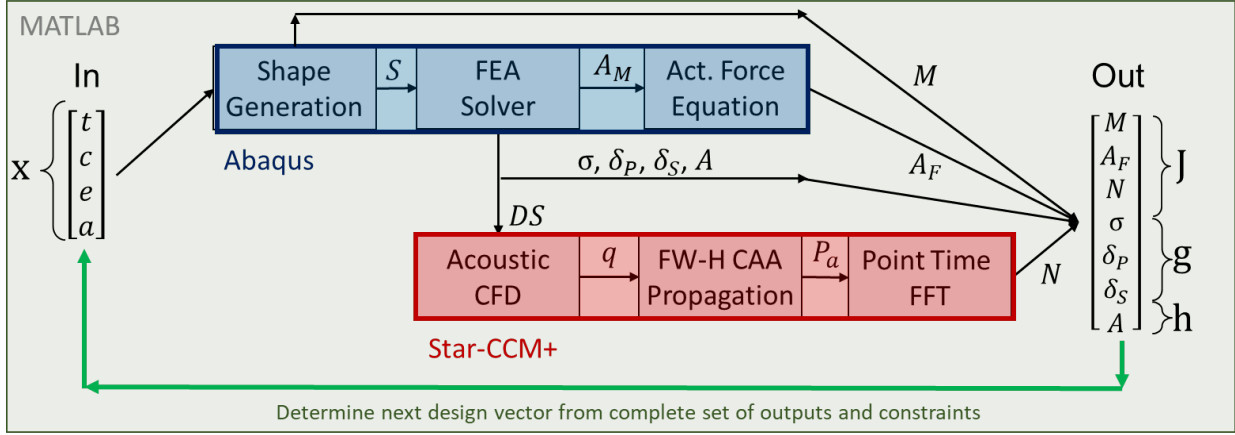 MATLAB
In
x
t
c
e
a
Shape
Generation
S
FEA
Solver
A_M
Act. Force
Equation
Abaqus
σ, δ_P, δ_S, A
DS
Acoustic
CFD
q
FW-H CAA
Propagation
P_a
Point Time
FFT
Star-CCM+
M
A_F
N
Out
M
A_F
N
σ
δ_P
δ_S
A
J
g
h
Determine next design vector from complete set of outputs and constraints